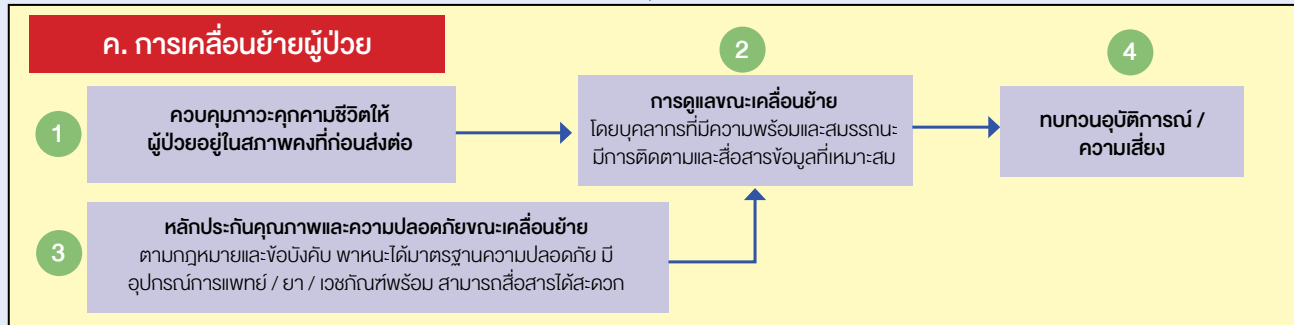 ค. การเคลื่อนย้ายผู้ป่วย
1
ควบคุมภาวะคุกคามชีวิตให้
ผู้ป่วยอยู่ในสภาพคงที่ก่อนส่งต่อ
2
การดูแลขณะเคลื่อนย้าย
โดยบุคลากรที่มีความพร้อมและสมรรถนะ
มีการติดตามและสื่อสารข้อมูลที่เหมาะสม
4
ทบทวนอุบัติการณ์ /
ความเสี่ยง
3
หลักประกันคุณภาพและความปลอดภัยขณะเคลื่อนย้าย
ตามกฎหมายและข้อบังคับ พาหนะได้มาตรฐานความปลอดภัย มี
อุปกรณ์การแพทย์ / ยา / เวชภัณฑ์พร้อม สามารถสื่อสารได้สะดวก